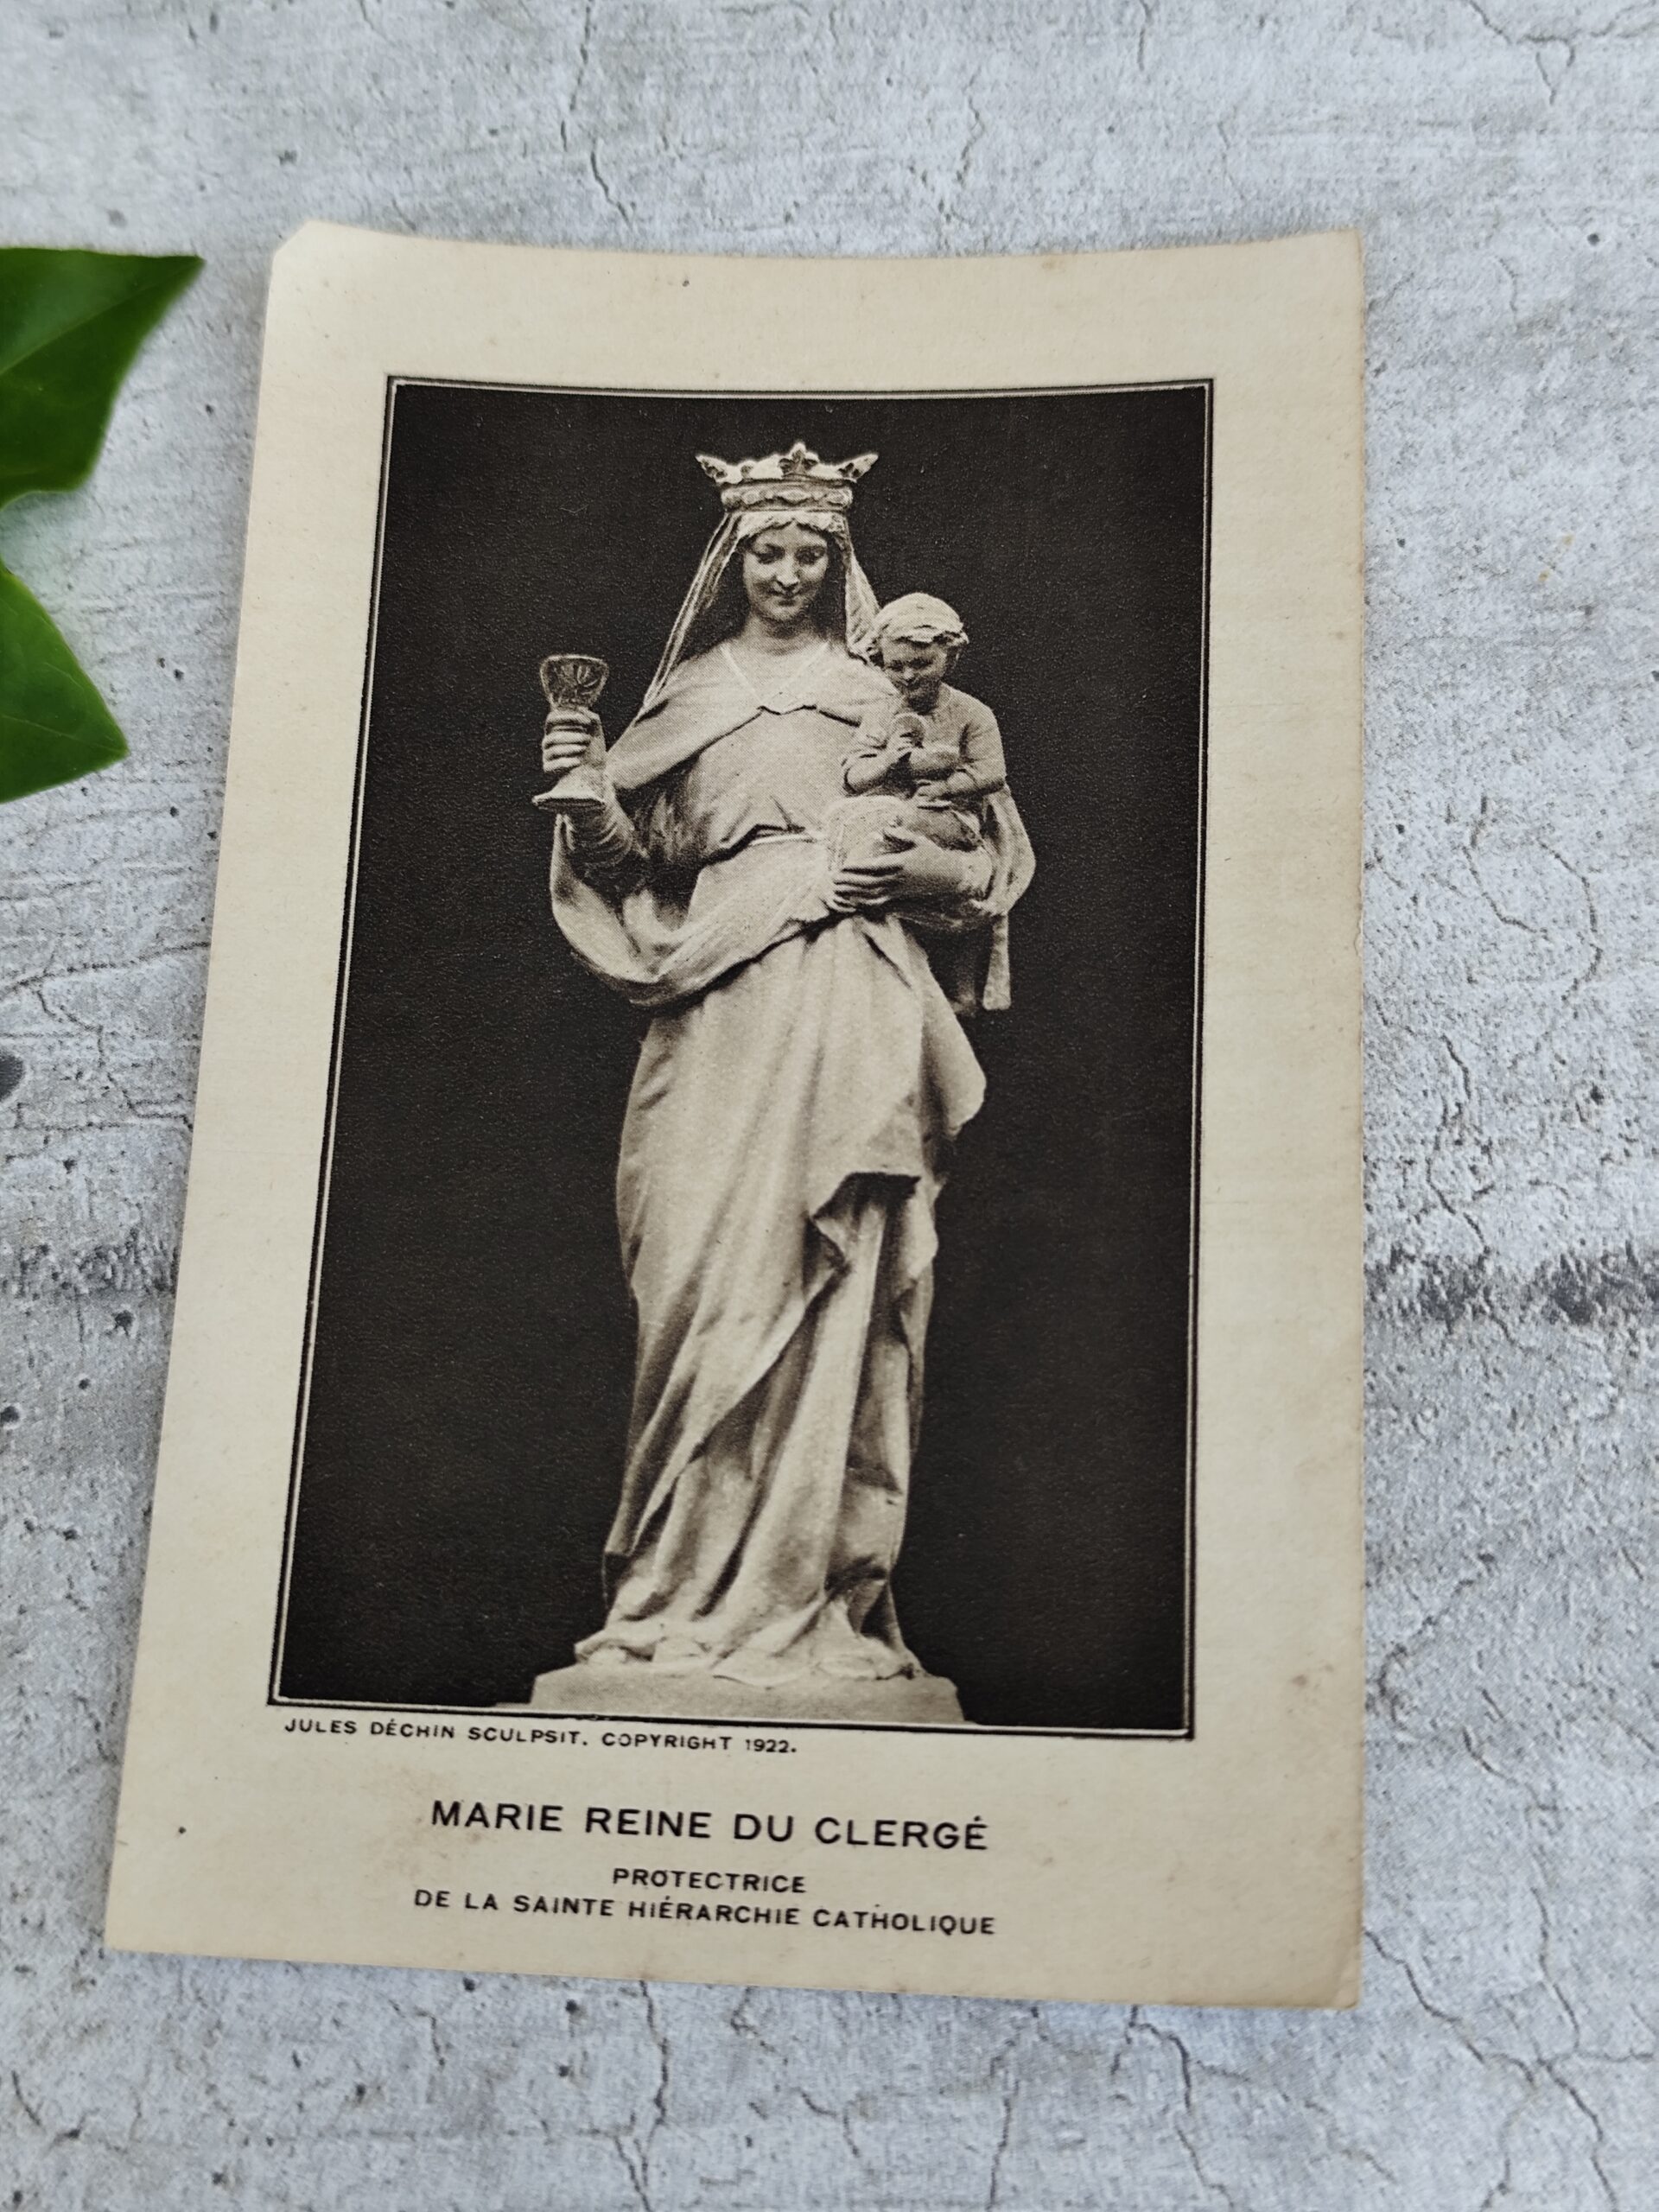 JULES DÉCHIN SCULPSIT. COPYRIGHT 1922.
MARIE REINE DU CLERGÉ
PROTECTRICE
DE LA SAINTE HIÉRARCHIE CATHOLIQUE